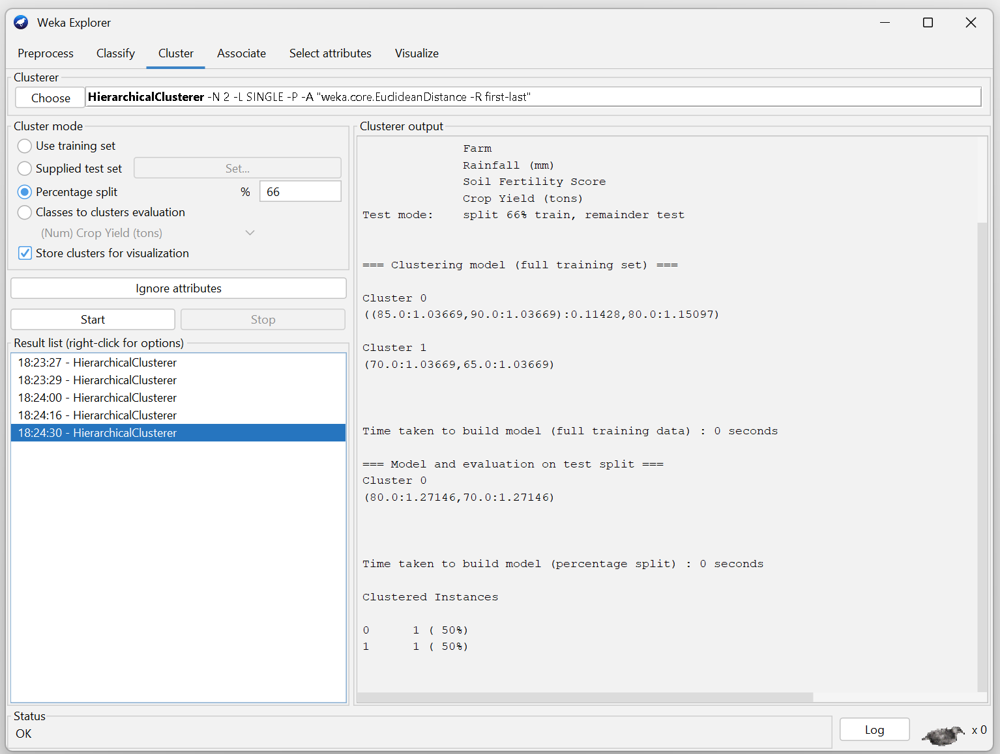 Weka Explorer
Preprocess Classify Cluster Associate Select attributes Visualize
Clusterer
Choose HierarchicalClusterer -N 2 -L SINGLE -P -A "weka.core.EuclideanDistance -R first-last"
Cluster mode
Use training set
Supplied test set Set...
Percentage split % 66
Classes to clusters evaluation
(Num) Crop Yield (tons)
Store clusters for visualization
Ignore attributes
Start Stop
Result list (right-click for options)
18:23:27 - HierarchicalClusterer
18:23:29 - HierarchicalClusterer
18:24:00 - HierarchicalClusterer
18:24:16 - HierarchicalClusterer
18:24:30 - HierarchicalClusterer
Clusterer output
Farm
Rainfall (mm)
Soil Fertility Score
Crop Yield (tons)
Test mode: split 66% train, remainder test
=== Clustering model (full training set) ===
Cluster 0
((85.0:1.03669,90.0:1.03669):0.11428,80.0:1.15097)
Cluster 1
(70.0:1.03669,65.0:1.03669)
Time taken to build model (full training data) : 0 seconds
=== Model and evaluation on test split ===
Cluster 0
(80.0:1.27146,70.0:1.27146)
Time taken to build model (percentage split) : 0 seconds
Clustered Instances
0 1 ( 50%)
1 1 ( 50%)
Status
OK
Log
x 0